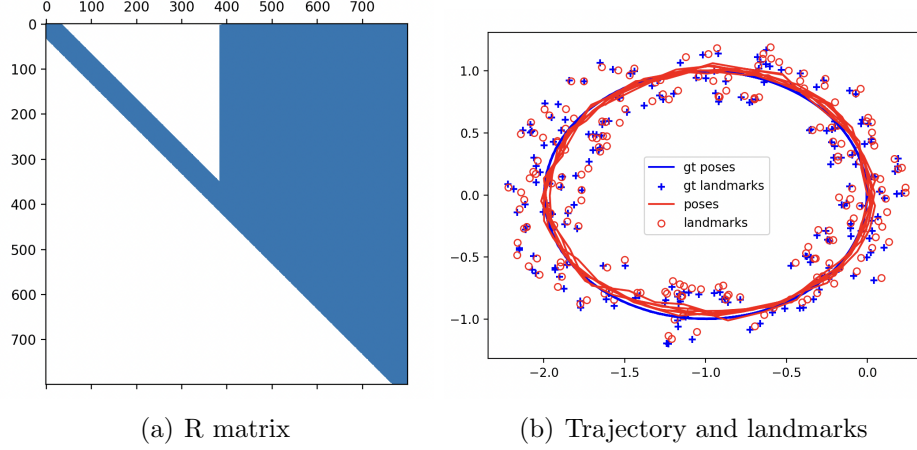 0 100 200 300 400 500 600 700
0
100
200
300
400
500
600
700
1.0
0.5
0.0
−0.5
−1.0
−2.0 −1.5 −1.0 −0.5 0.0
gt poses
gt landmarks
poses
landmarks
(a) R matrix
(b) Trajectory and landmarks